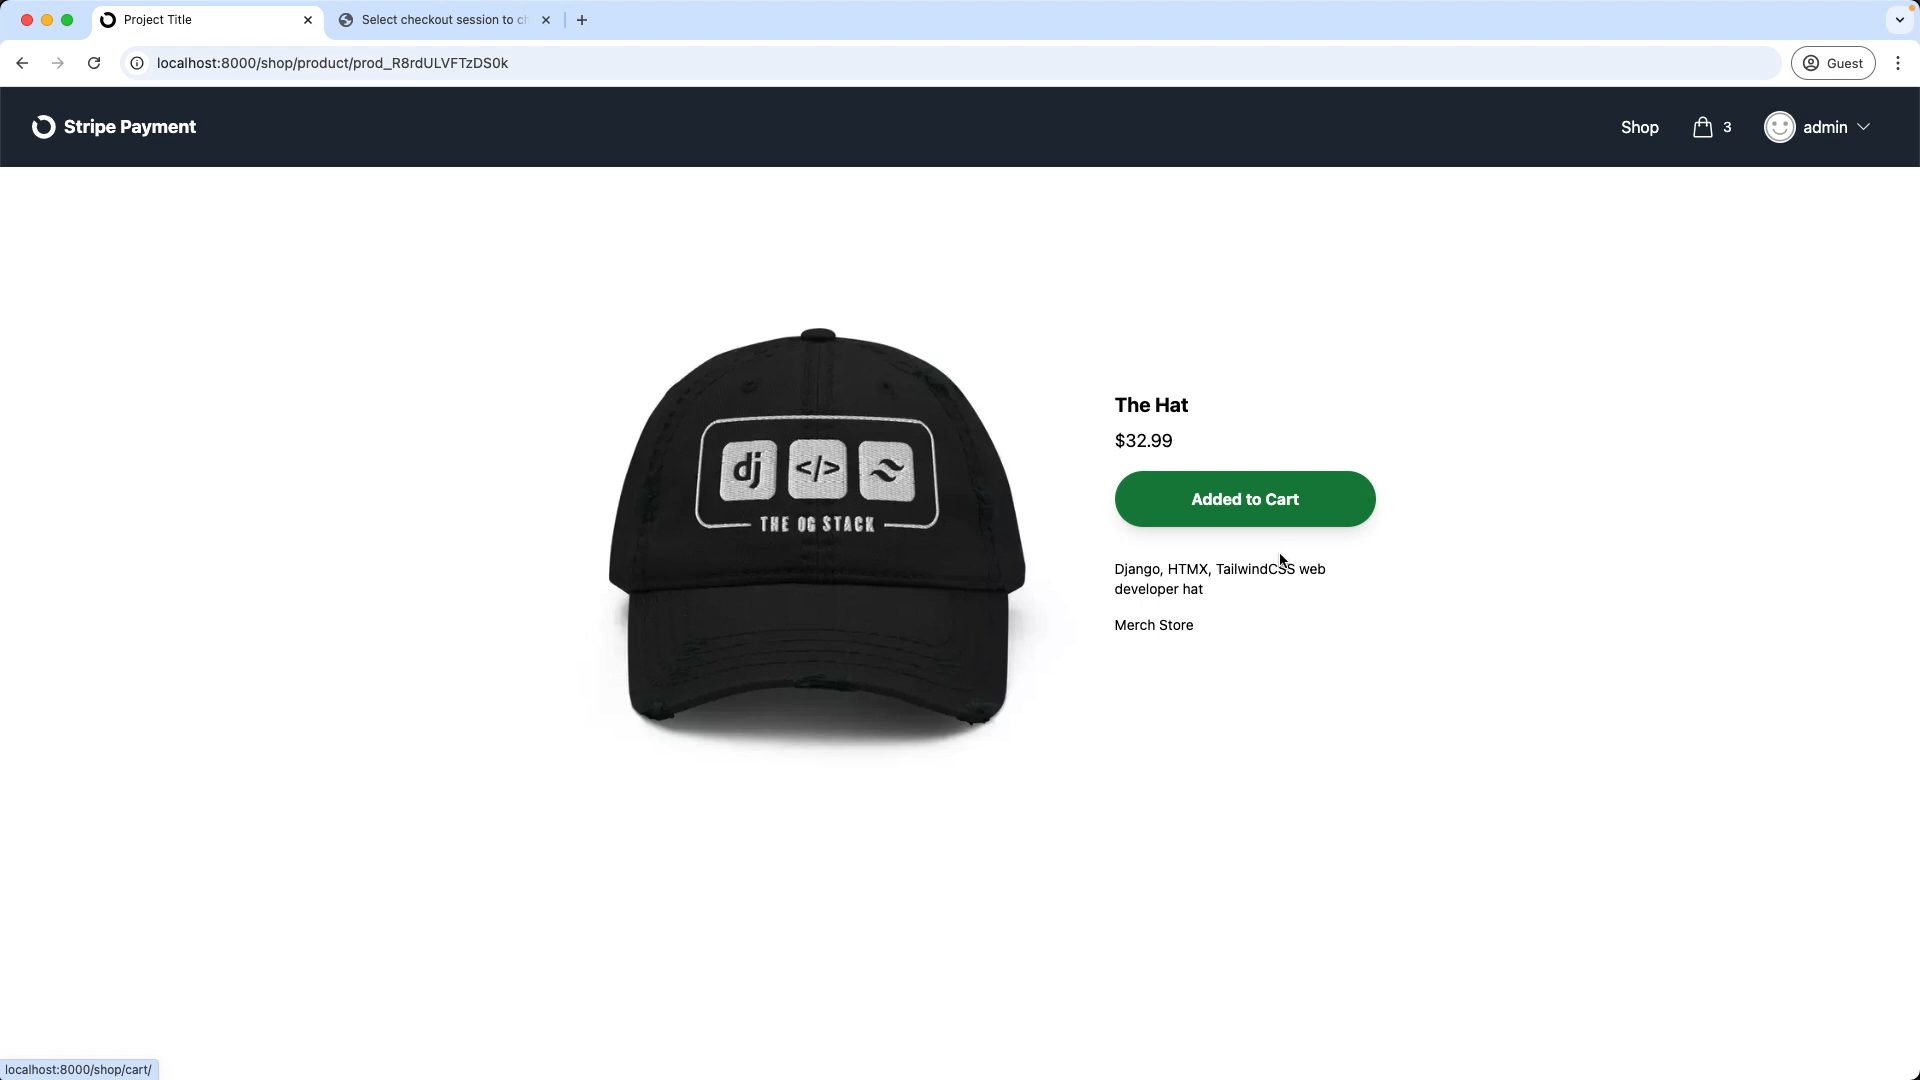 Project Title
Select checkout session to c
localhost:8000/shop/product/prod_R8rdULVFTzDS0k
Guest
Stripe Payment
Shop
3
admin
dj </>
THE OG STACK
The Hat
$32.99
Added to Cart
Django, HTMX, TailwindCSS web
developer hat
Merch Store
localhost:8000/shop/cart/